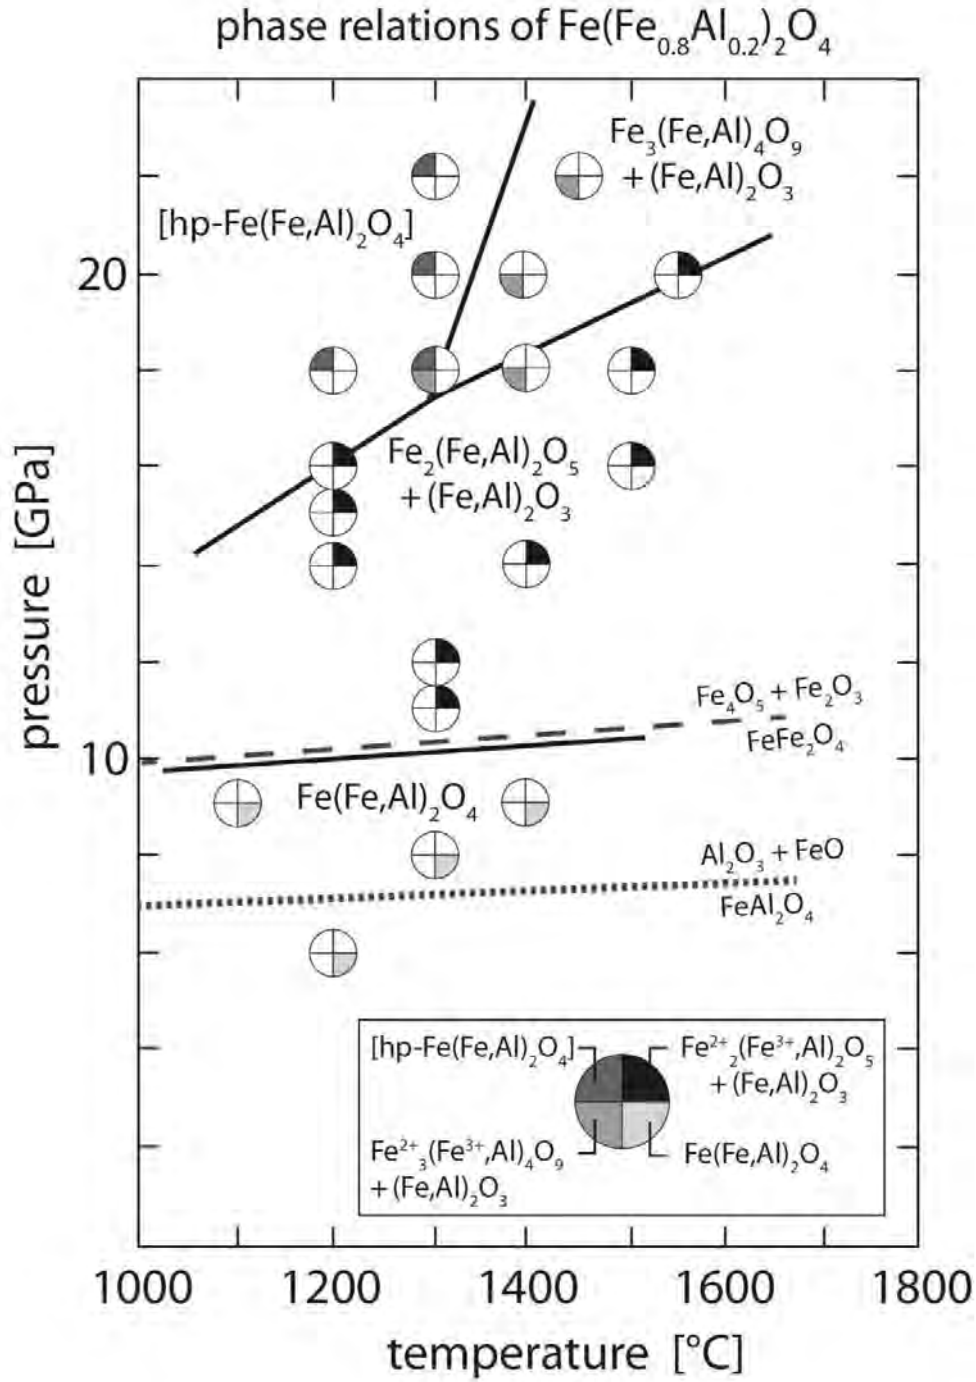 phase relations of Fe(Fe₀.₈Al₀.₂)₂O₄
Fe₃(Fe,Al)₄O₉
+ (Fe,Al)₂O₃
[hp-Fe(Fe,Al)₂O₄]
20
Fe₂(Fe,Al)₂O₅
+ (Fe,Al)₂O₃
pressure [GPa]
Fe₄O₅ + Fe₂O₃
FeFe₂O₄
10
Fe(Fe,Al)₂O₄
Al₂O₃ + FeO
FeAl₂O₄
[hp-Fe(Fe,Al)₂O₄]
Fe²⁺₂(Fe³⁺,Al)₂O₅
+ (Fe,Al)₂O₃
Fe²⁺₃(Fe³⁺,Al)₄O₉
+ (Fe,Al)₂O₃
Fe(Fe,Al)₂O₄
1000 1200 1400 1600 1800
temperature [°C]